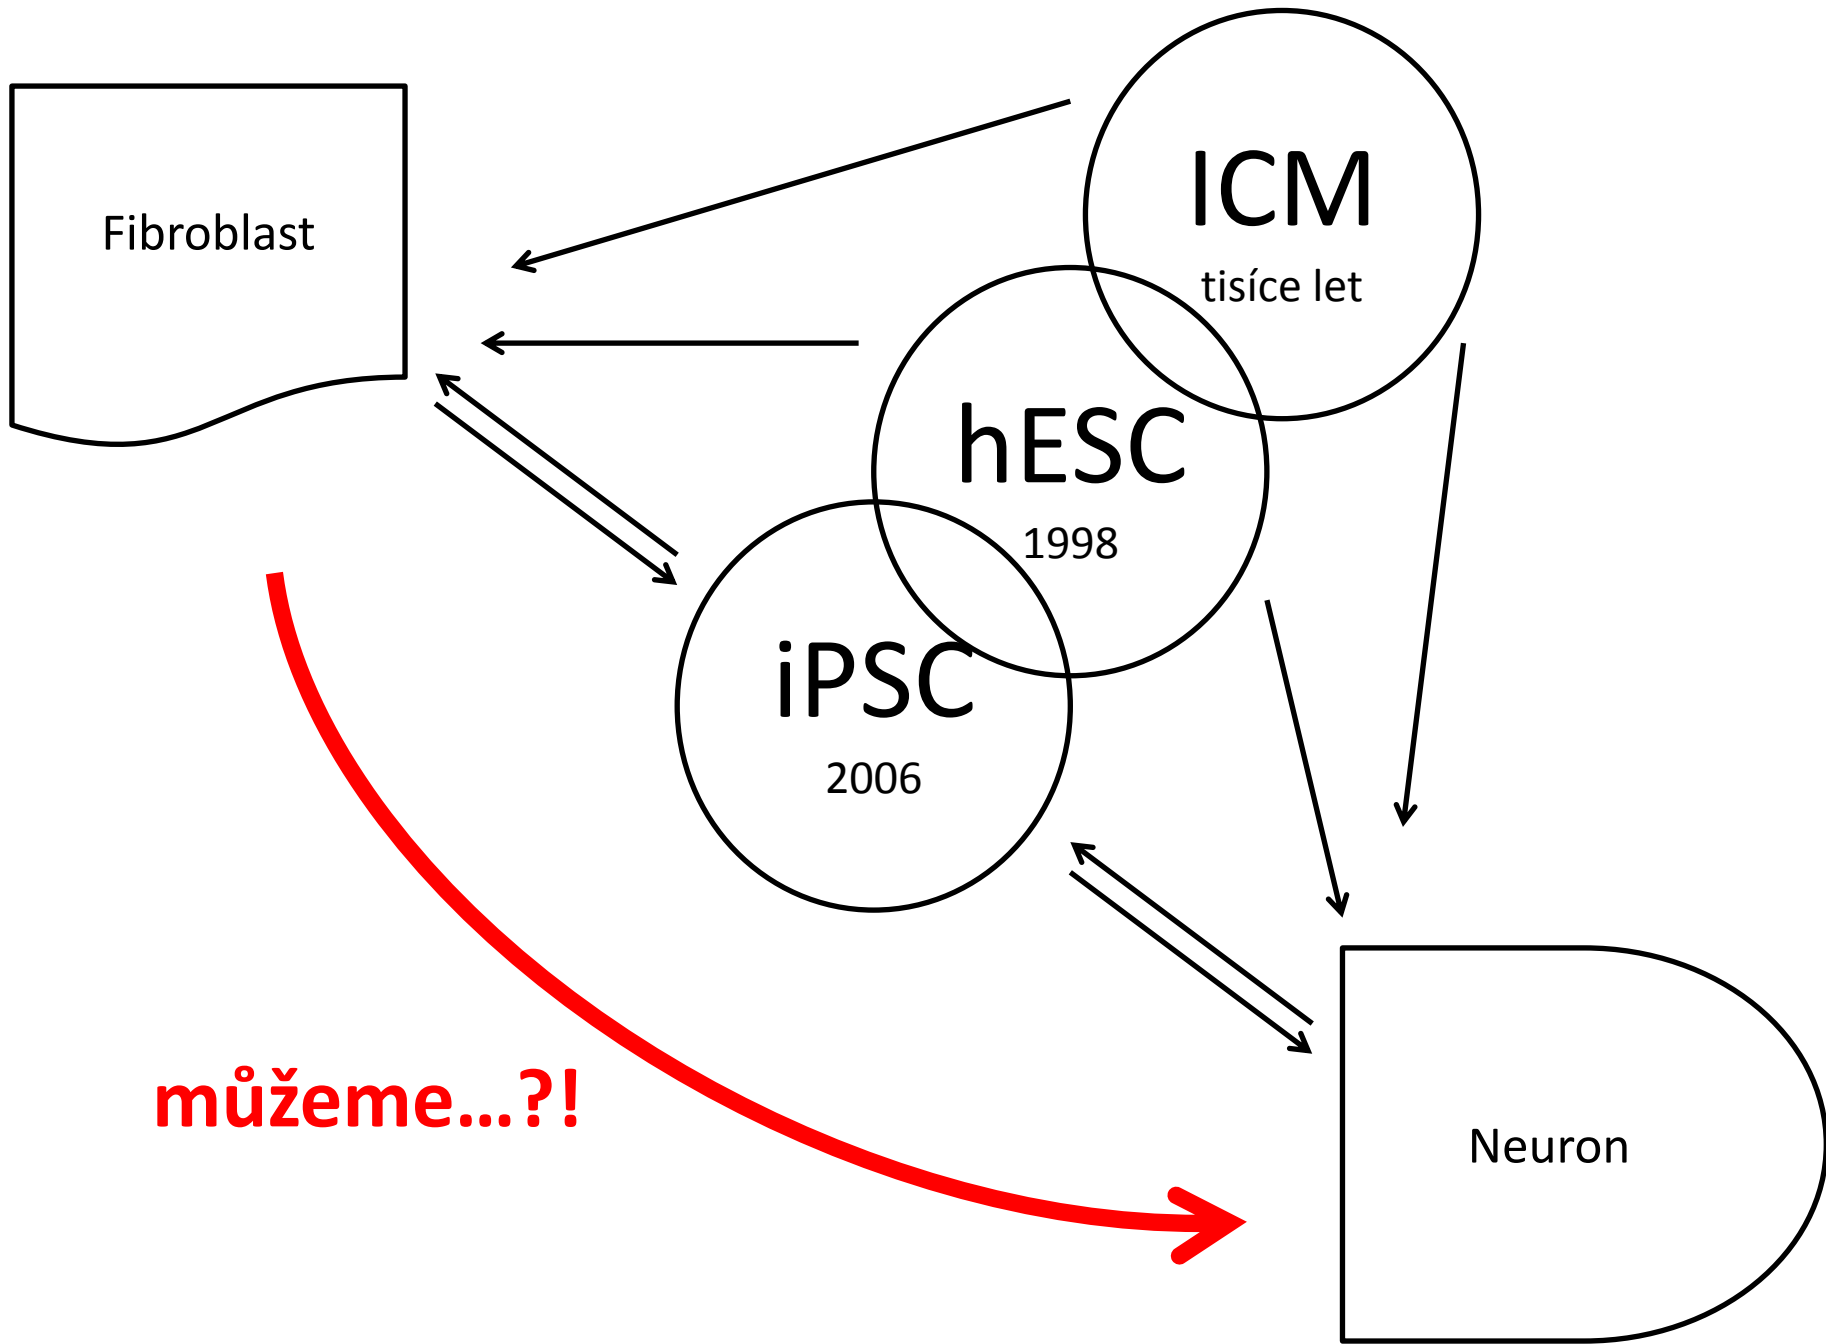 ICM
tisíce let
Fibroblast
hESC
1998
iPSC
2006
můžeme...?!
Neuron